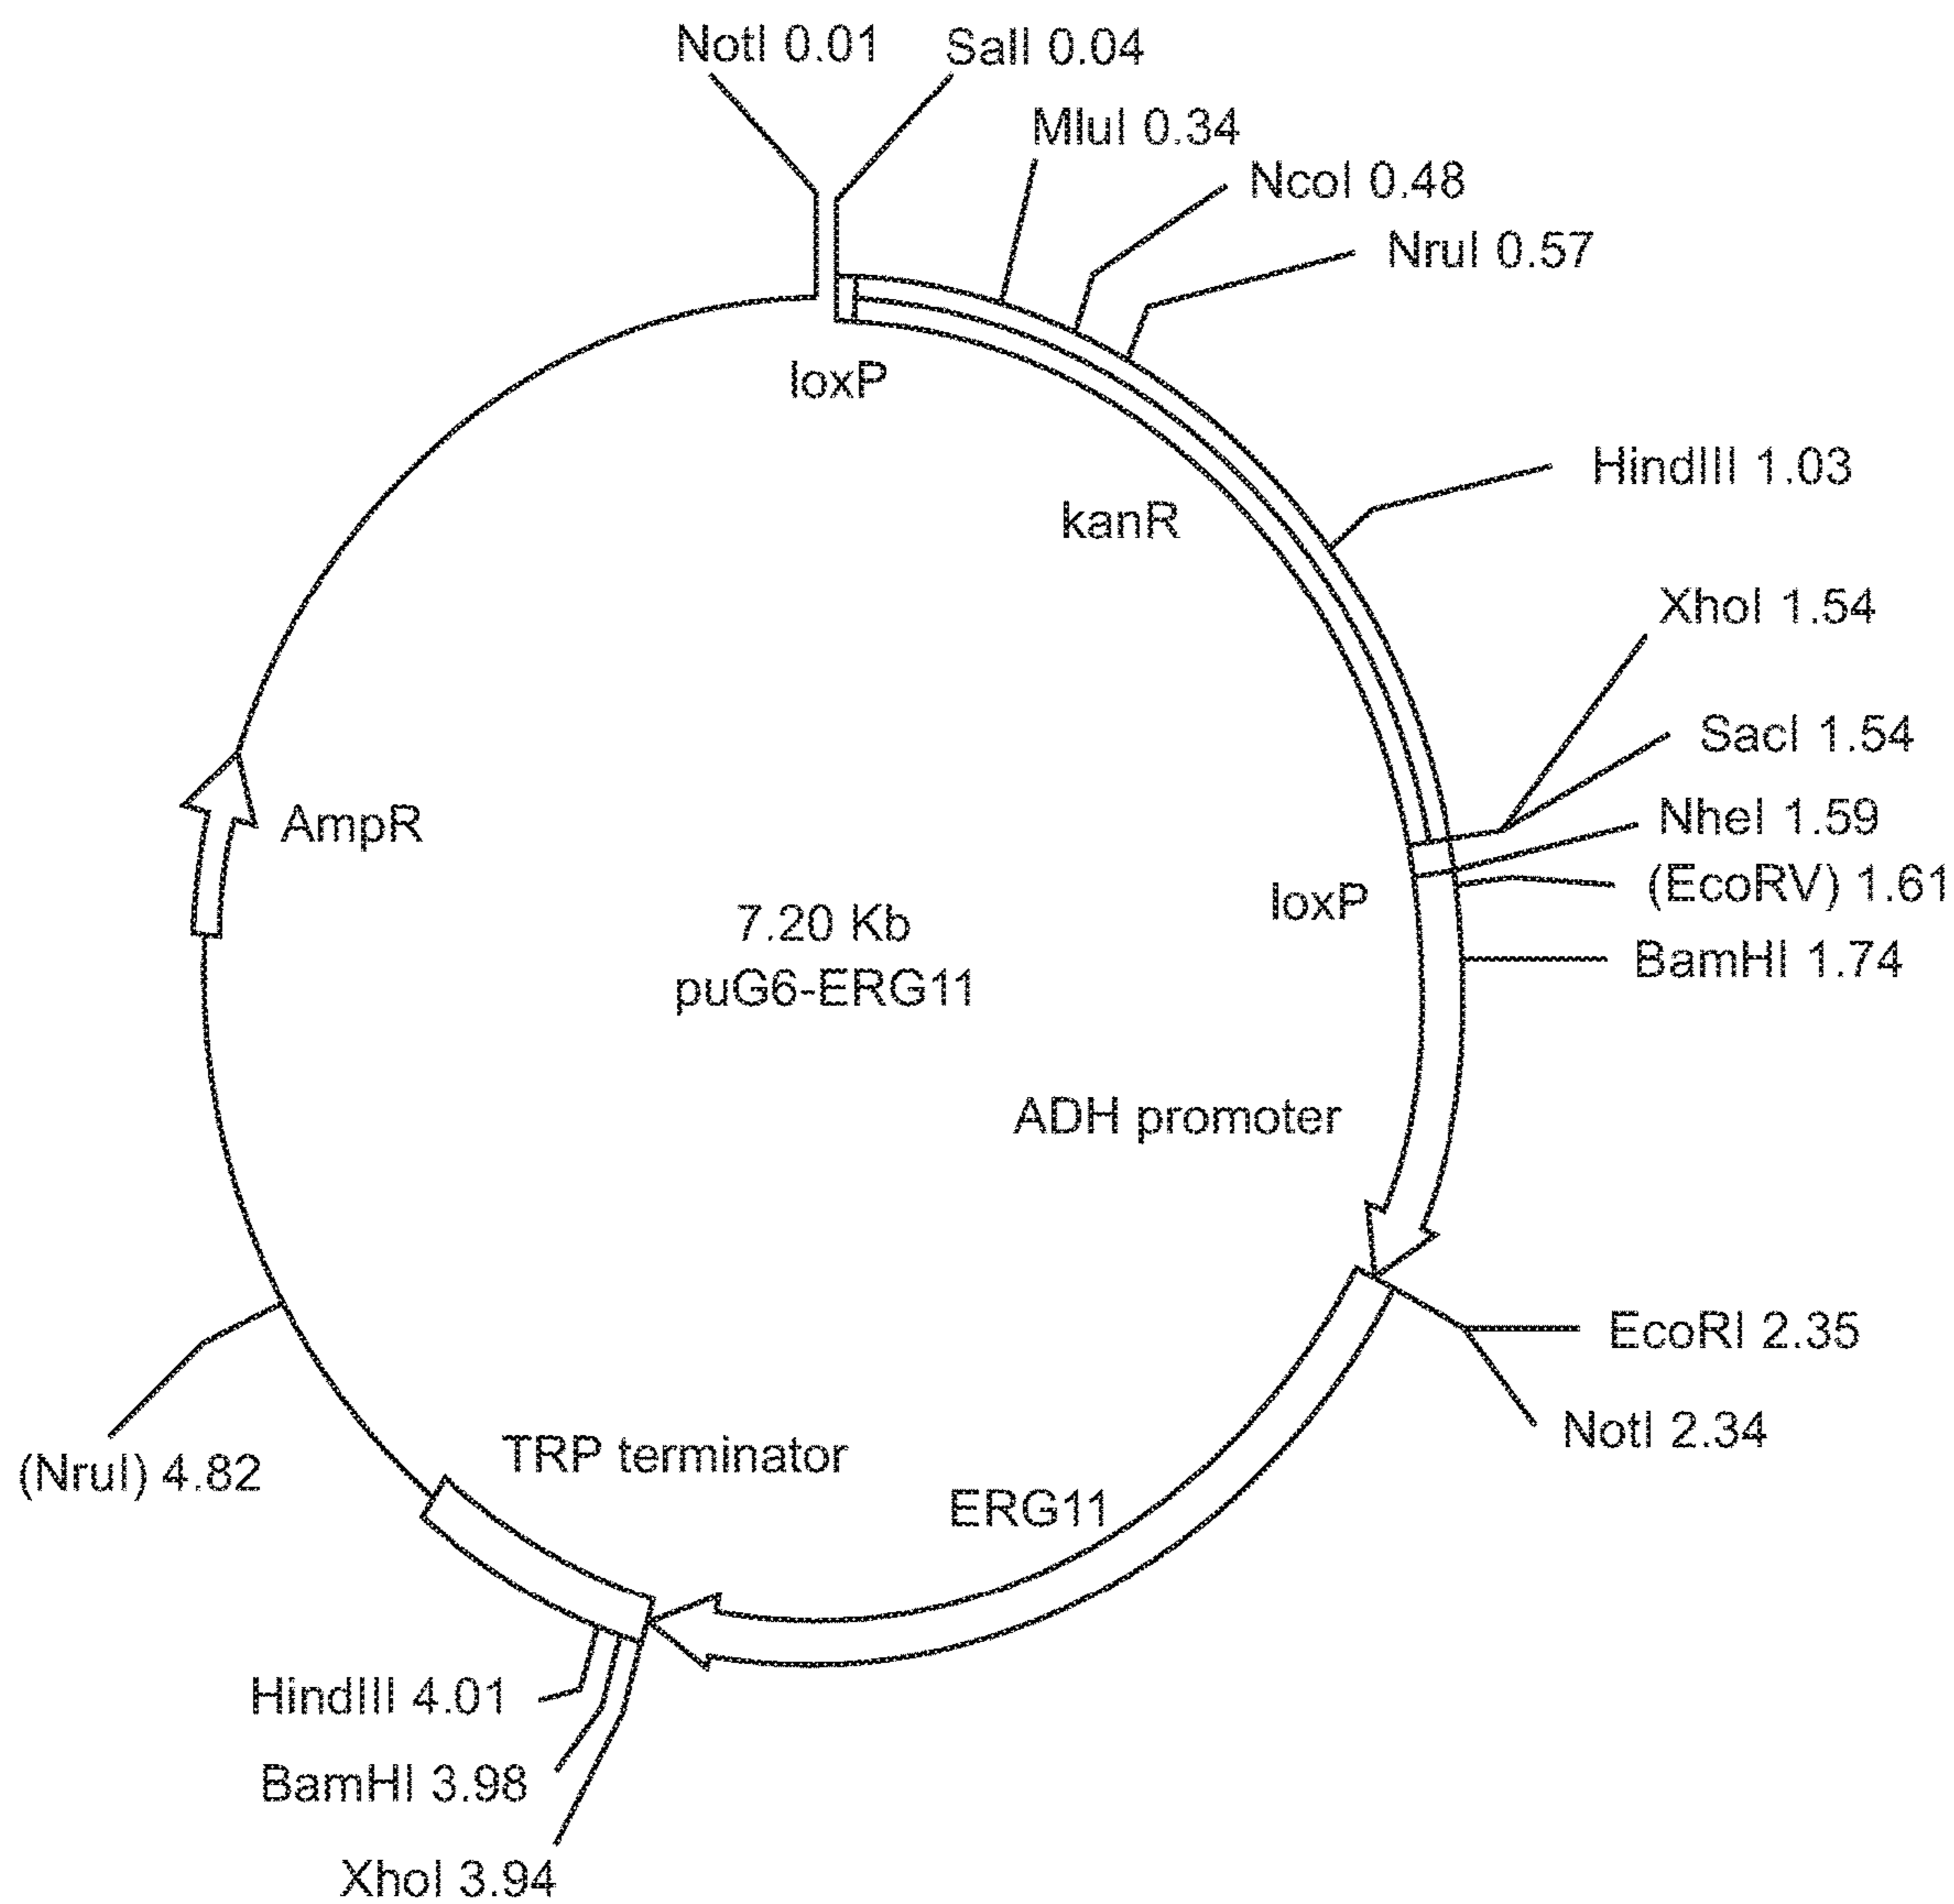 NotI 0.01
SalI 0.04
MluI 0.34
NcoI 0.48
NruI 0.57
loxP
HindIII 1.03
kanR
XhoI 1.54
SacI 1.54
NheI 1.59
AmpR
(EcoRV) 1.61
loxP
7.20 Kb
BamHI 1.74
puG6-ERG11
ADH promoter
EcoRI 2.35
NotI 2.34
TRP terminator
(NruI) 4.82
ERG11
HindIII 4.01
BamHI 3.98
XhoI 3.94